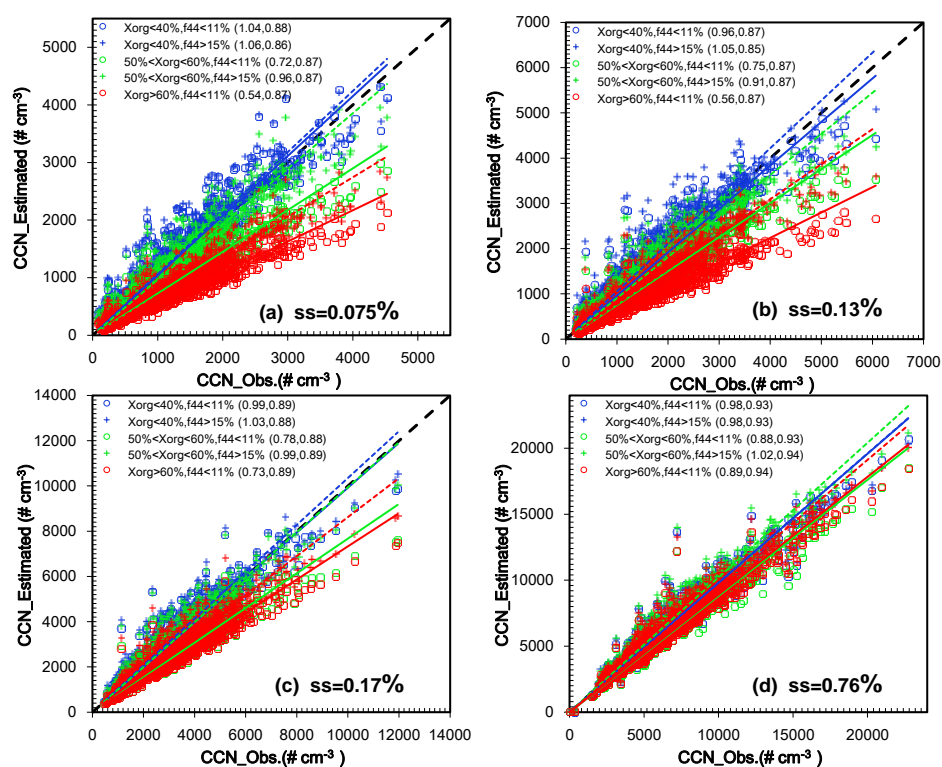 Xorg<40%,f44<11% (1.04,0.88)
Xorg<40%,f44>15% (1.06,0.86)
50%<Xorg<60%,f44<11% (0.72,0.87)
50%<Xorg<60%,f44>15% (0.96,0.87)
Xorg>60%,f44<11% (0.54,0.87)
5000
4000
3000
2000
1000
0
CCN_Estimated (# cm-3)
(a) ss=0.075%
0 1000 2000 3000 4000 5000
CCN_Obs.(# cm-3 )
Xorg<40%,f44<11% (0.96,0.87)
Xorg<40%,f44>15% (1.05,0.85)
50%<Xorg<60%,f44<11% (0.75,0.87)
50%<Xorg<60%,f44>15% (0.91,0.87)
Xorg>60%,f44<11% (0.56,0.87)
7000
6000
5000
4000
3000
2000
1000
0
CCN_Estimated (# cm-3)
(b) ss=0.13%
0 1000 2000 3000 4000 5000 6000 7000
CCN_Obs.(# cm-3 )
Xorg<40%,f44<11% (0.99,0.89)
Xorg<40%,f44>15% (1.03,0.88)
50%<Xorg<60%,f44<11% (0.78,0.88)
50%<Xorg<60%,f44>15% (0.99,0.89)
Xorg>60%,f44<11% (0.73,0.89)
14000
12000
10000
8000
6000
4000
2000
0
CCN_Estimated (# cm-3)
(c) ss=0.17%
0 2000 4000 6000 8000 10000 12000 14000
CCN_Obs.(# cm-3 )
Xorg<40%,f44<11% (0.98,0.93)
Xorg<40%,f44>15% (0.98,0.93)
50%<Xorg<60%,f44<11% (0.88,0.93)
50%<Xorg<60%,f44>15% (1.02,0.94)
Xorg>60%,f44<11% (0.89,0.94)
20000
15000
10000
5000
0
CCN_Estimated (# cm-3)
(d) ss=0.76%
0 5000 10000 15000 20000
CCN_Obs.(# cm-3 )